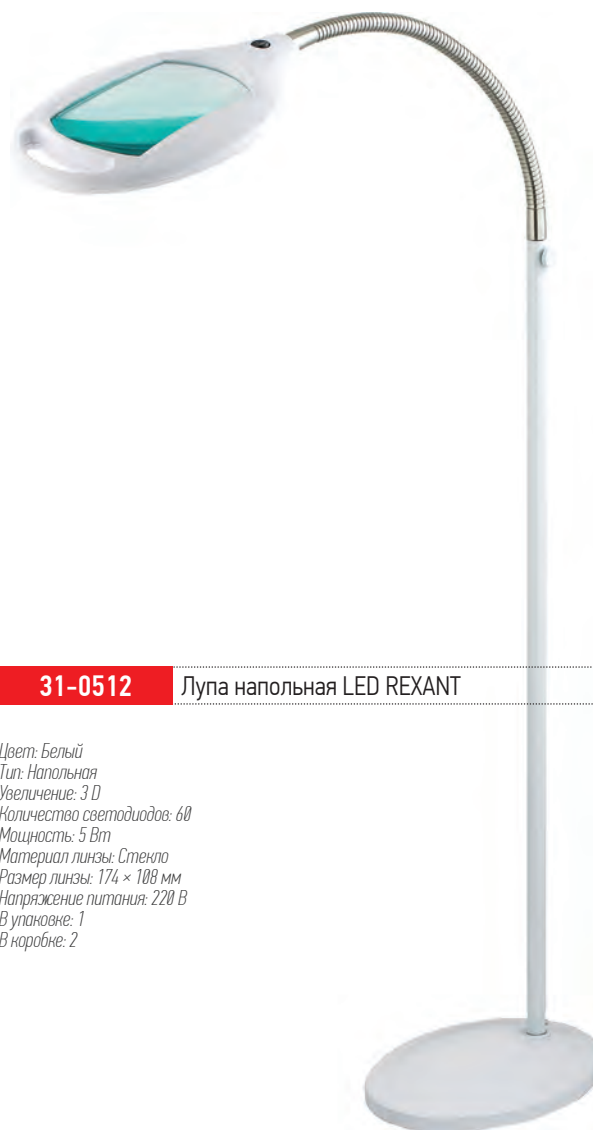 31-0512
Лупа напольная LED REXANT
Цвет: Белый
Тип: Напольная
Увеличение: 3 D
Количество светодиодов: 60
Мощность: 5 Вт
Материал линзы: Стекло
Размер линзы: 174 × 108 мм
Напряжение питания: 220 В
В упаковке: 1
В коробке: 2